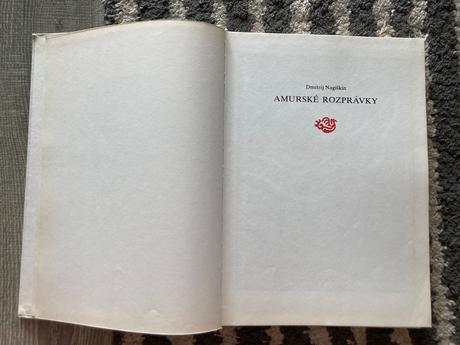 Dmitrij Nagiškin
AMURSKÉ ROZPRÁVKY